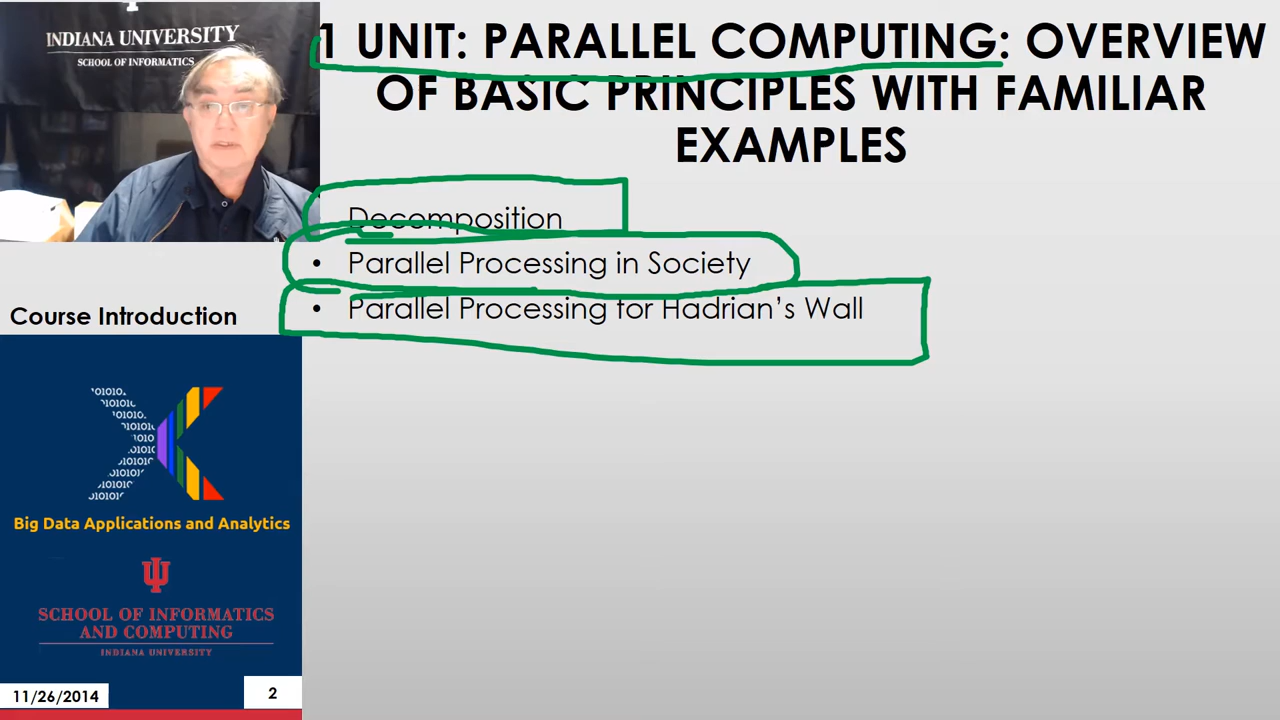 INDIANA UNIVERSITY
SCHOOL OF INFORMATICS
1 UNIT: PARALLEL COMPUTING: OVERVIEW
OF BASIC PRINCIPLES WITH FAMILIAR
EXAMPLES
Decomposition
• Parallel Processing in Society
• Parallel Processing for Hadrian's Wall
Course Introduction
Big Data Applications and Analytics
SCHOOL OF INFORMATICS
AND COMPUTING
INDIANA UNIVERSITY
11/26/2014
2